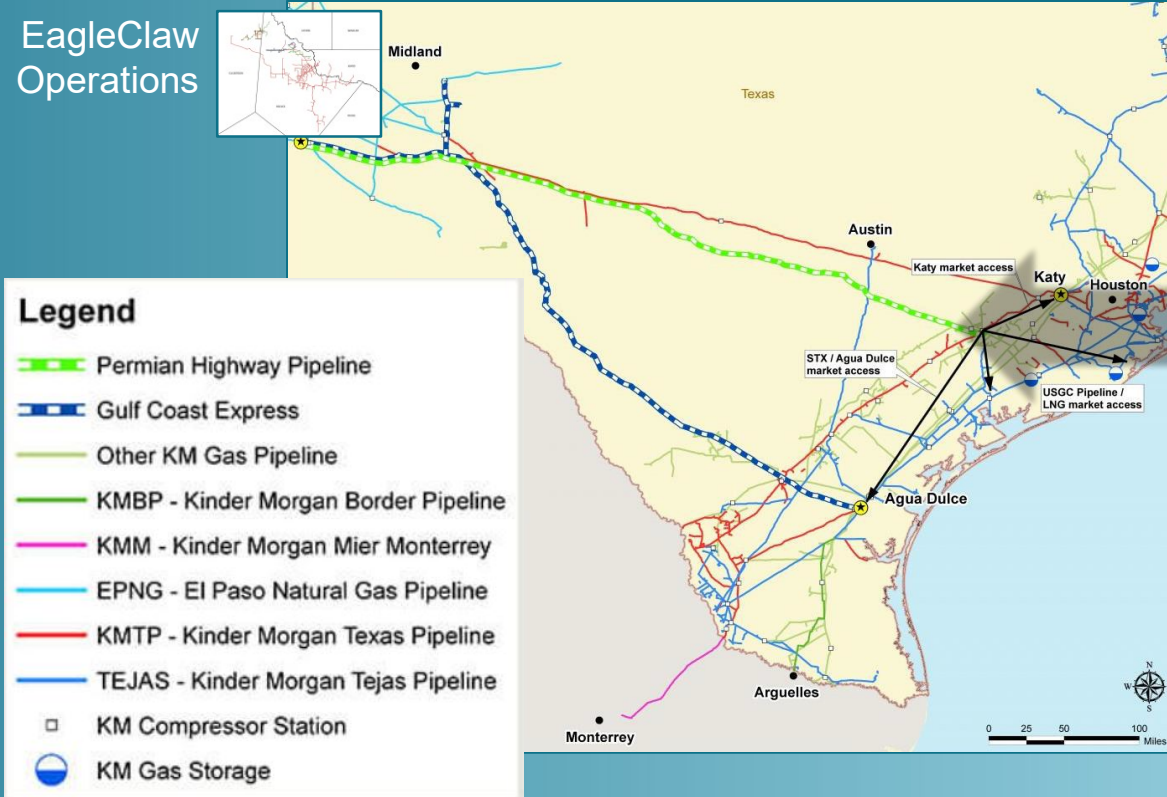 EagleClaw
Operations
Midland
Texas
Austin
Katy market access
Katy
Houston
STX / Agua Dulce
market access
USGC Pipeline /
LNG market access
Agua Dulce
Arguelles
Monterrey
N
W
S
0 25 50 100
Miles
Legend
Permian Highway Pipeline
Gulf Coast Express
Other KM Gas Pipeline
KMBP - Kinder Morgan Border Pipeline
KMM - Kinder Morgan Mier Monterrey
EPNG - El Paso Natural Gas Pipeline
KMTP - Kinder Morgan Texas Pipeline
TEJAS - Kinder Morgan Tejas Pipeline
KM Compressor Station
KM Gas Storage